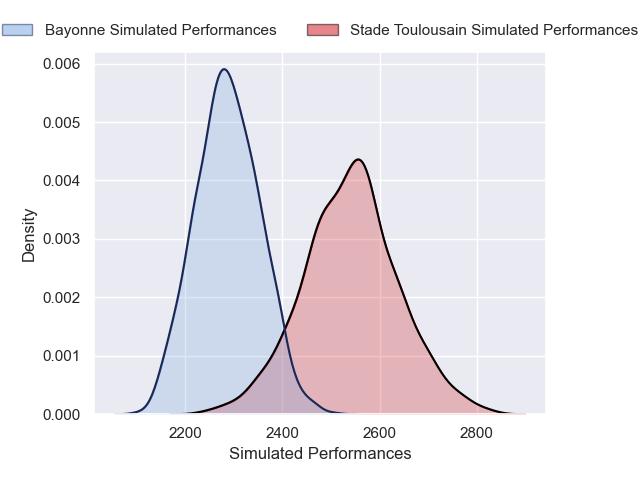 Bayonne Simulated Performances Stade Toulousain Simulated Performances
0.006
0.005
0.004
0.003
0.002
0.001
0.000
Density
2200 2400 2600 2800
Simulated Performances